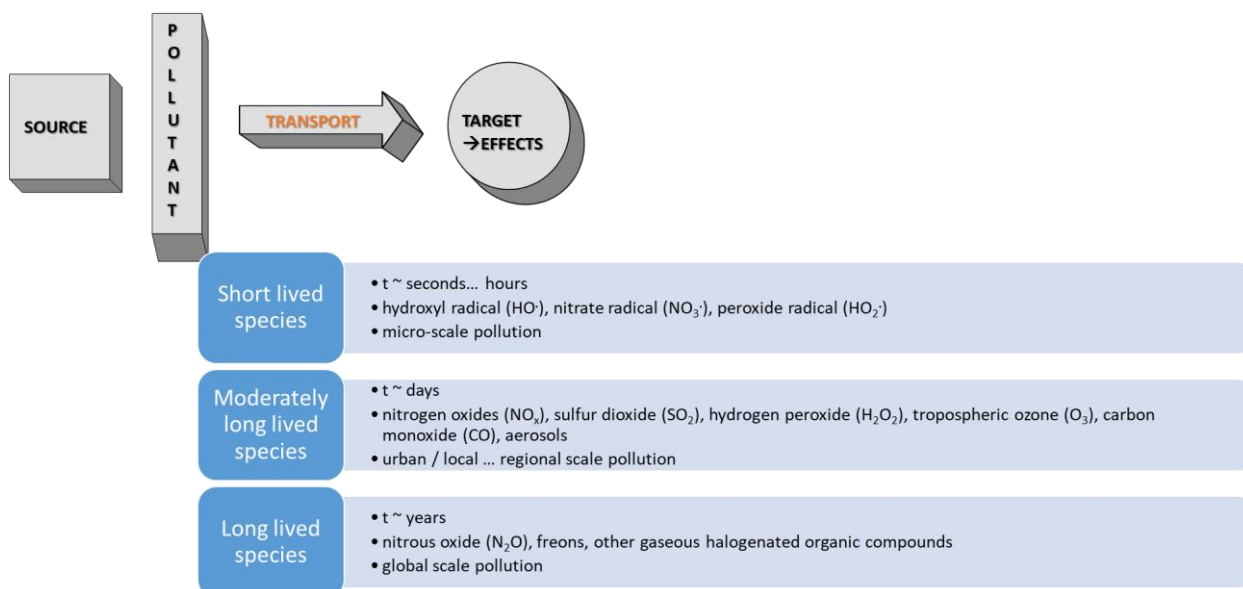 POLLUTANT
SOURCE
TRANSPORT
TARGET
→EFFECTS
Short lived
species
• t ~ seconds… hours
• hydroxyl radical (HO·), nitrate radical (NO₃·), peroxide radical (HO₂·)
• micro-scale pollution
Moderately
long lived
species
• t ~ days
• nitrogen oxides (NOₓ), sulfur dioxide (SO₂), hydrogen peroxide (H₂O₂), tropospheric ozone (O₃), carbon
monoxide (CO), aerosols
• urban / local … regional scale pollution
Long lived
species
• t ~ years
• nitrous oxide (N₂O), freons, other gaseous halogenated organic compounds
• global scale pollution